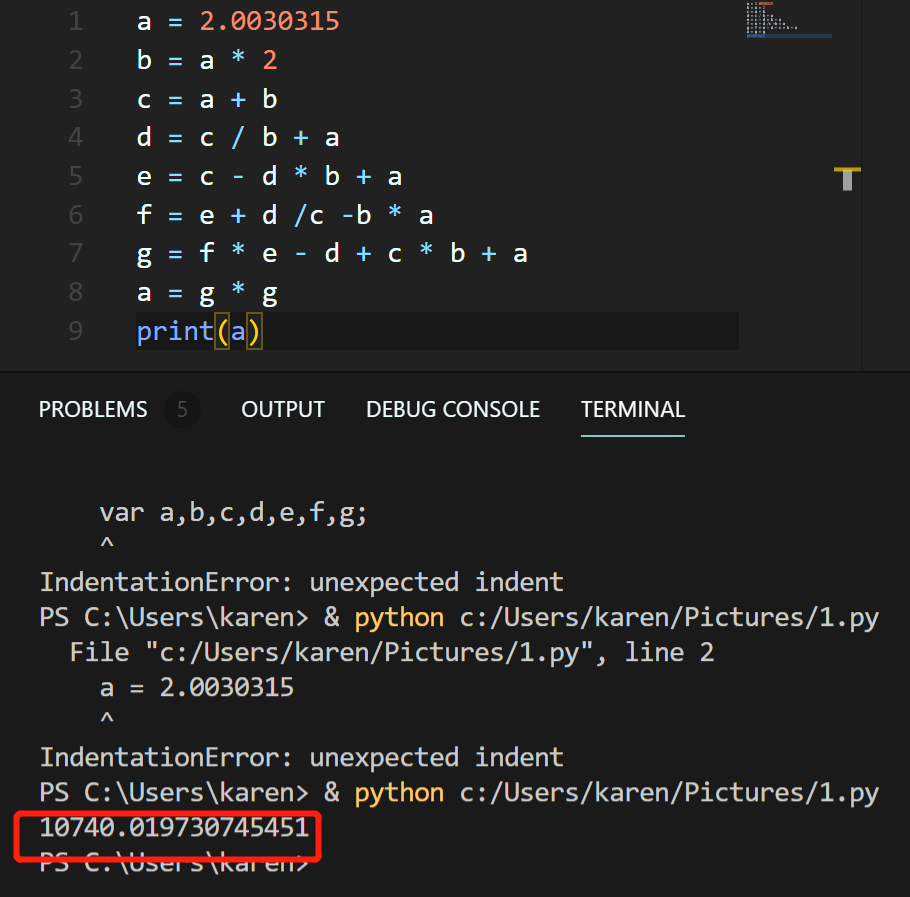 1 a = 2.0030315
2 b = a * 2
3 c = a + b
4 d = c / b + a
5 e = c - d * b + a
6 f = e + d /c -b * a
7 g = f * e - d + c * b + a
8 a = g * g
9 print(a)
PROBLEMS 5 OUTPUT DEBUG CONSOLE TERMINAL
var a,b,c,d,e,f,g;
^
IndentationError: unexpected indent
PS C:\Users\karen> & python c:/Users/karen/Pictures/1.py
File "c:/Users/karen/Pictures/1.py", line 2
a = 2.0030315
^
IndentationError: unexpected indent
PS C:\Users\karen> & python c:/Users/karen/Pictures/1.py
10740.019730745451
PS C:\Users\karen>